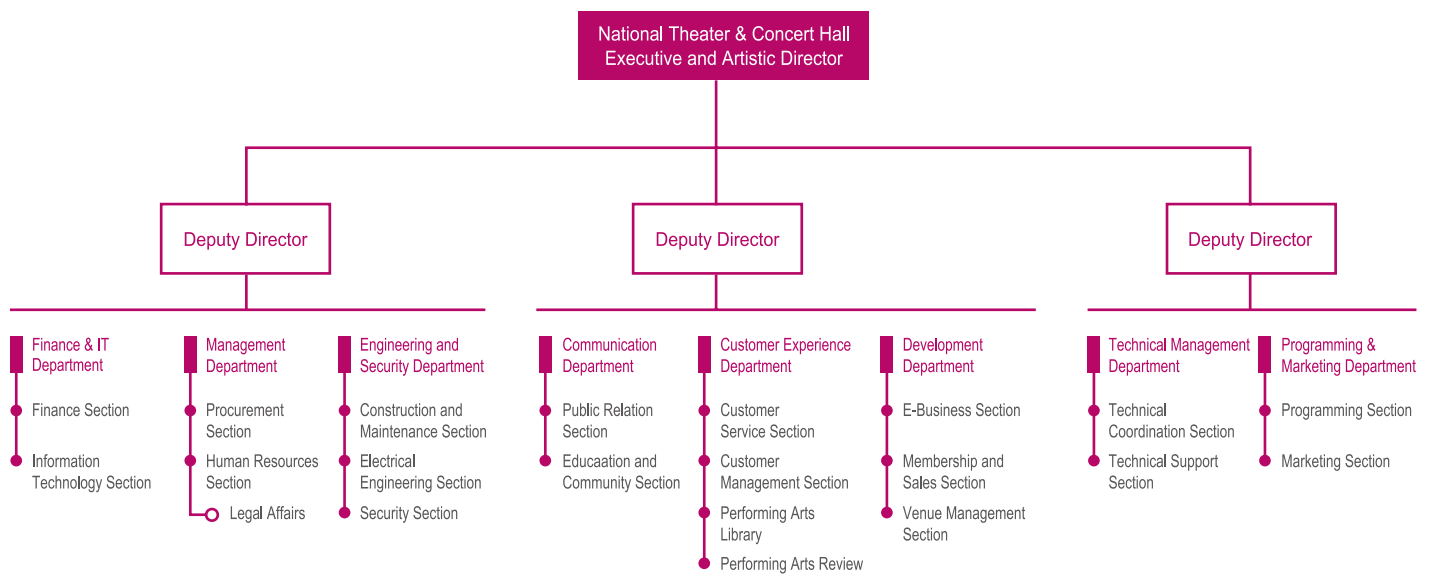 National Theater & Concert Hall
Executive and Artistic Director
Deputy Director
Deputy Director
Deputy Director
Finance & IT
Department
Finance Section
Information
Technology Section
Management
Department
Procurement
Section
Human Resources
Section
Legal Affairs
Engineering and
Security Department
Construction and
Maintenance Section
Electrical
Engineering Section
Security Section
Communication
Department
Public Relation
Section
Educaation and
Community Section
Customer Experience
Department
Customer
Service Section
Customer
Management Section
Performing Arts
Library
Performing Arts Review
Development
Department
E-Business Section
Membership and
Sales Section
Venue Management
Section
Technical Management
Department
Technical
Coordination Section
Technical Support
Section
Programming &
Marketing Department
Programming Section
Marketing Section